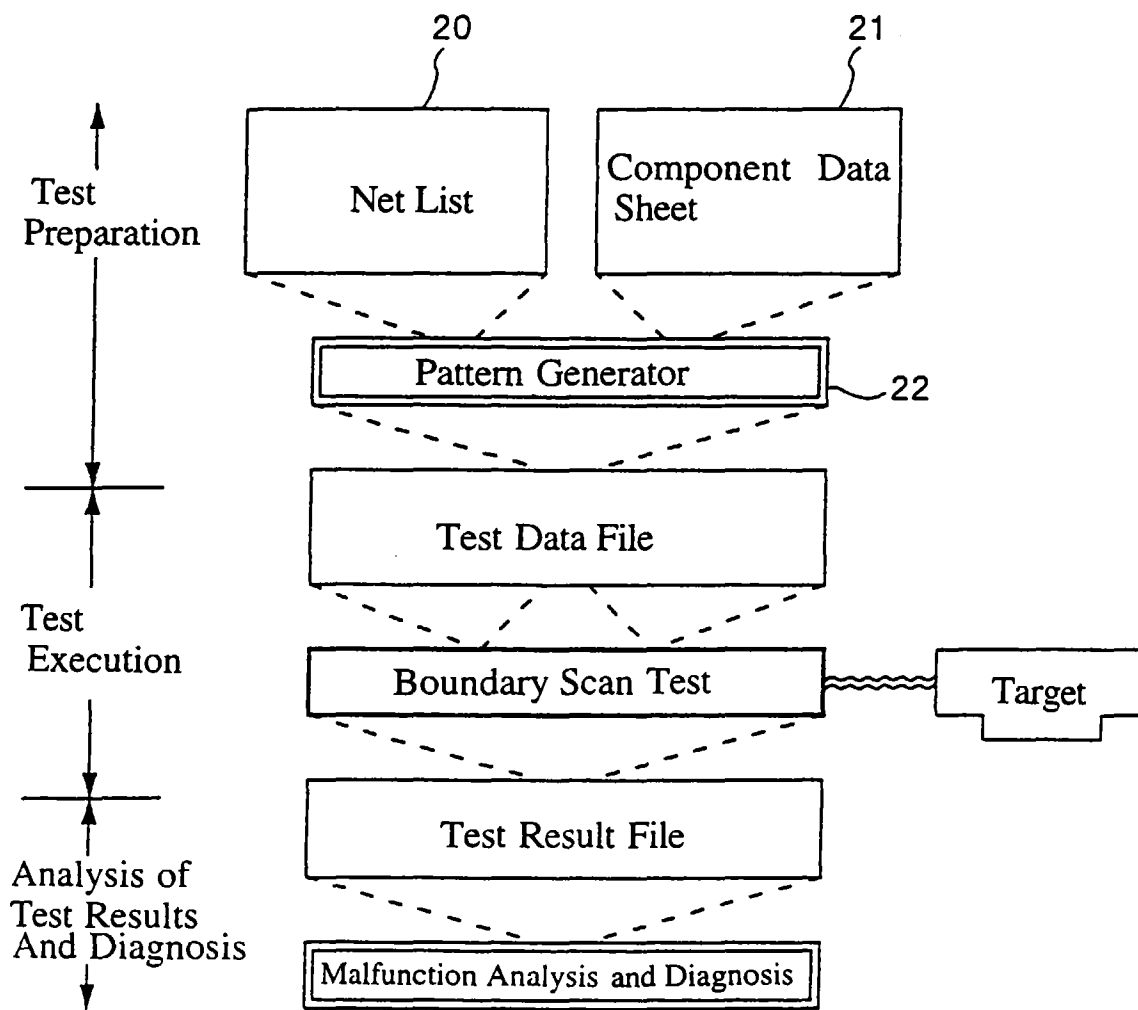 20
21
Net List
Component Data
Sheet
Test
Preparation
Pattern Generator
22
Test Data File
Test
Execution
Boundary Scan Test
Target
Test Result File
Analysis of
Test Results
And Diagnosis
Malfunction Analysis and Diagnosis